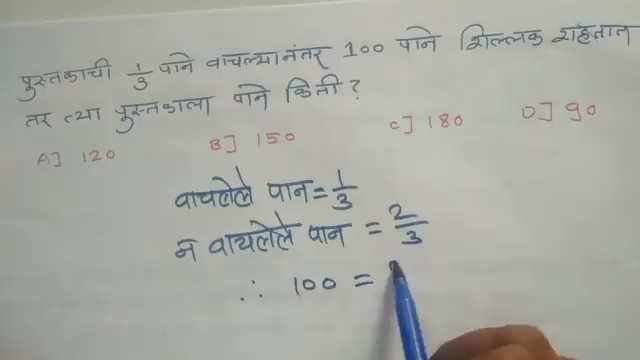 पुस्तकाची 1/3 पाने वाचल्यानंतर 100 पाने शिल्लक राहतात
तर त्या पुस्तकाला पाने किती?
A] 120 B] 150 C] 180 D] 90
वाचलेले पान = 1/3
न वाचलेले पान = 2/3
∴ 100 =